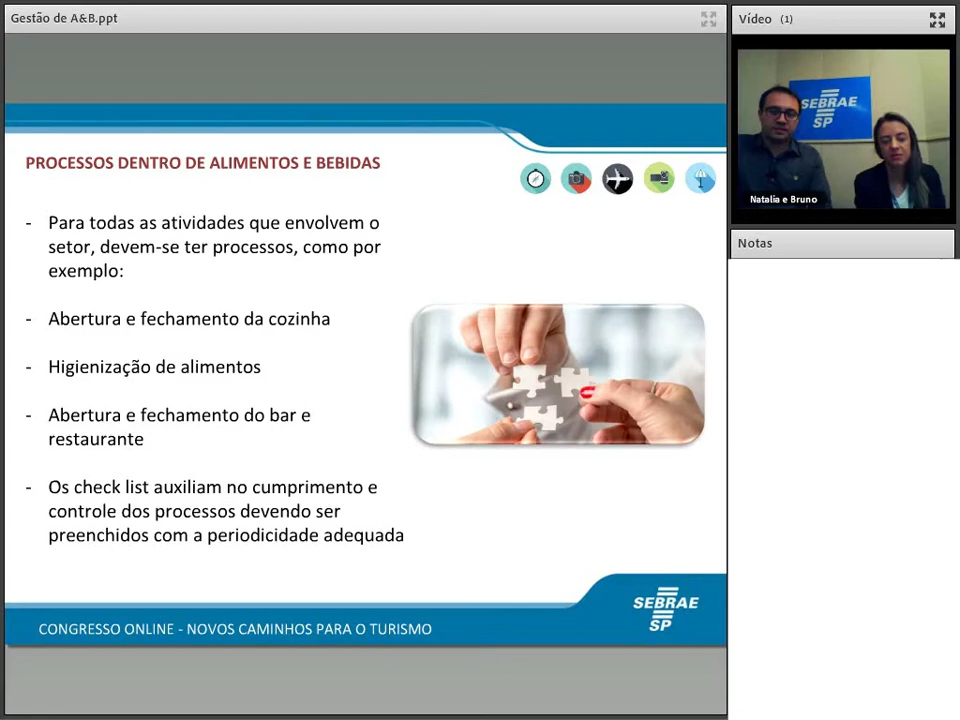 Gestão de A&B.ppt
Vídeo (1)
SEBRAE
SP
Natalia e Bruno
Notas
PROCESSOS DENTRO DE ALIMENTOS E BEBIDAS
- Para todas as atividades que envolvem o
setor, devem-se ter processos, como por
exemplo:
- Abertura e fechamento da cozinha
- Higienização de alimentos
- Abertura e fechamento do bar e
restaurante
- Os check list auxiliam no cumprimento e
controle dos processos devendo ser
preenchidos com a periodicidade adequada
SEBRAE
SP
CONGRESSO ONLINE - NOVOS CAMINHOS PARA O TURISMO